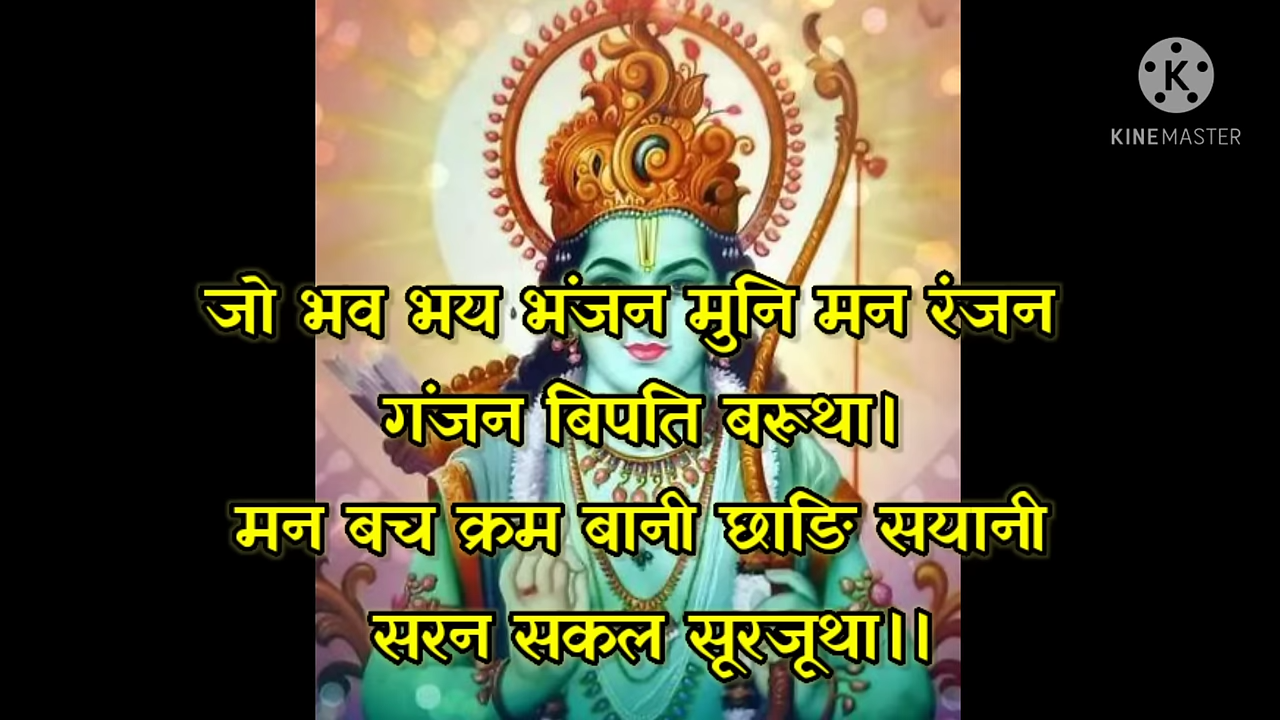 KINEMASTER
जो भव भय भंजन मुनि मन रंजन
गंजन बिपति बरूथा।
मन बच क्रम बानी छाङि सयानी
सरन सकल सूरजूथा।।